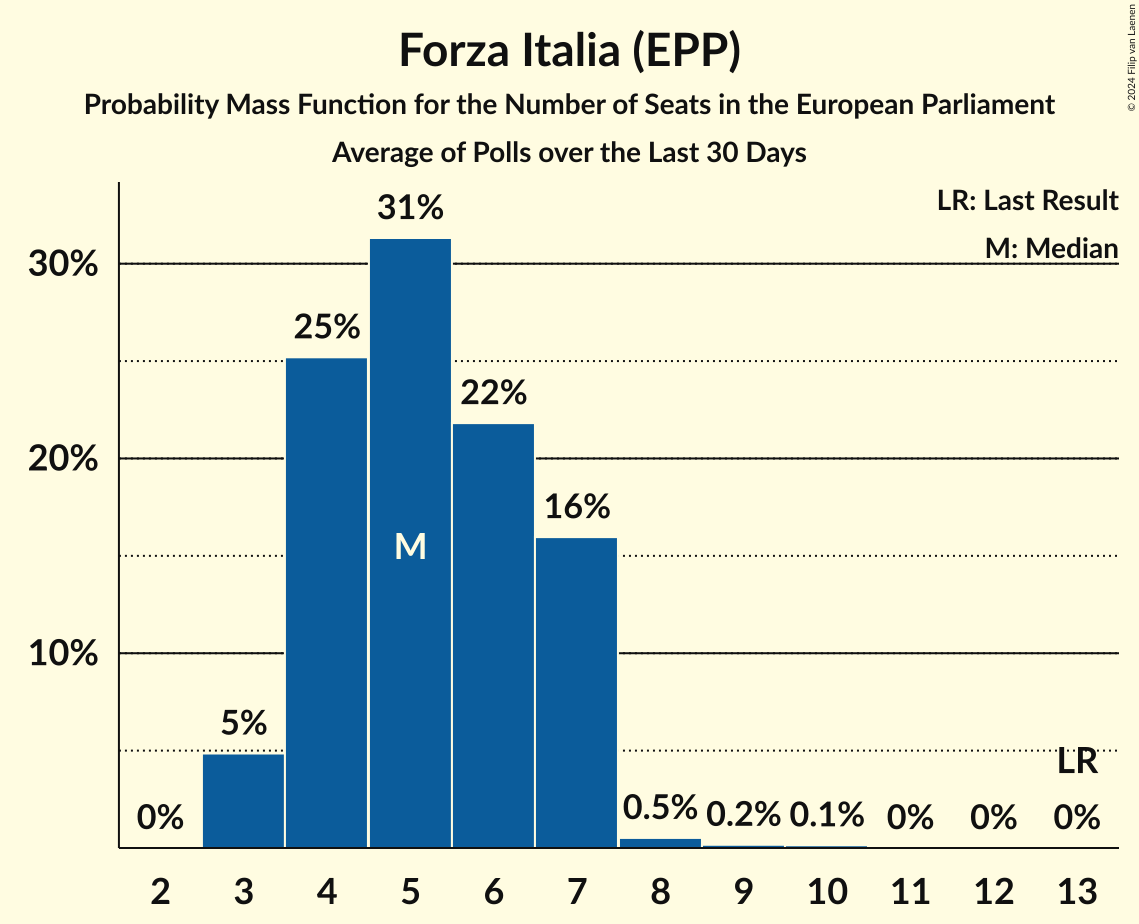 Forza Italia (EPP)
Probability Mass Function for the Number of Seats in the European Parliament
Average of Polls over the Last 30 Days
© 2024 Filip van Laenen
LR: Last Result
M: Median
30%
20%
10%
0%
5%
25%
31%
22%
16%
0.5%
0.2%
0.1%
0%
0%
0%
M
LR
2 3 4 5 6 7 8 9 10 11 12 13